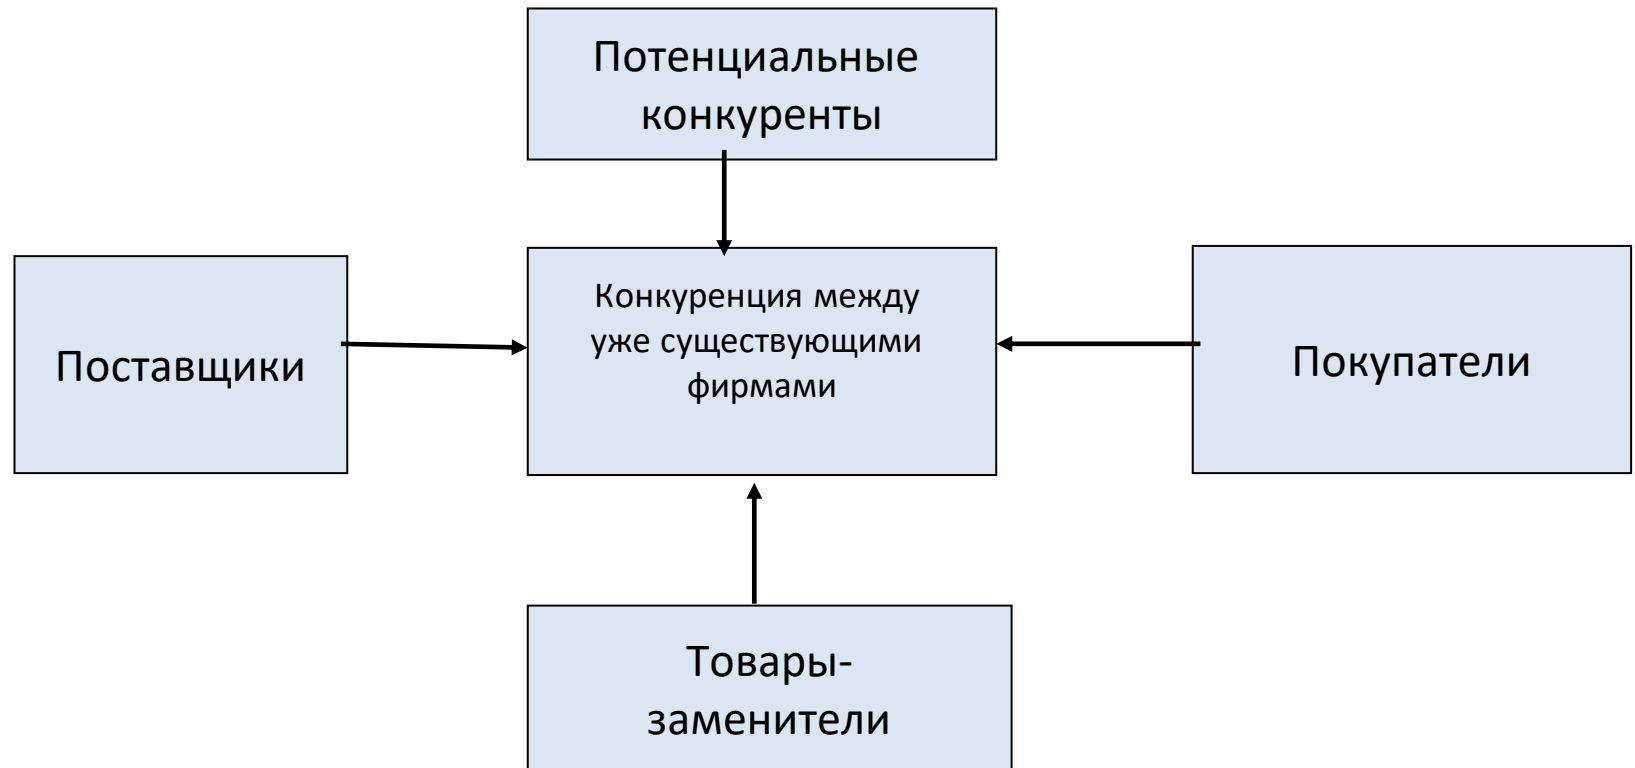 Потенциальные
конкуренты
Поставщики
Конкуренция между
уже существующими
фирмами
Покупатели
Товары-
заменители